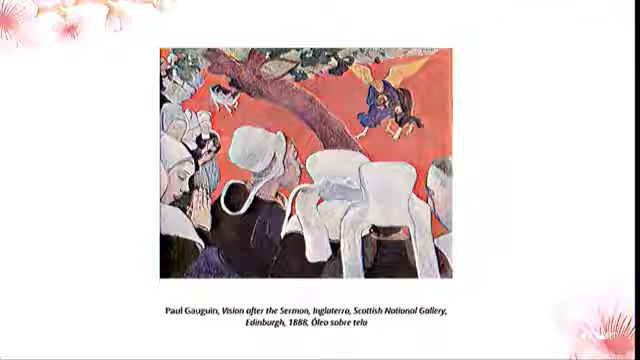 Paul Gauguin, Vision after the Sermon, Inglaterra, Scottish National Gallery,
Edinburgh, 1888, Óleo sobre tela